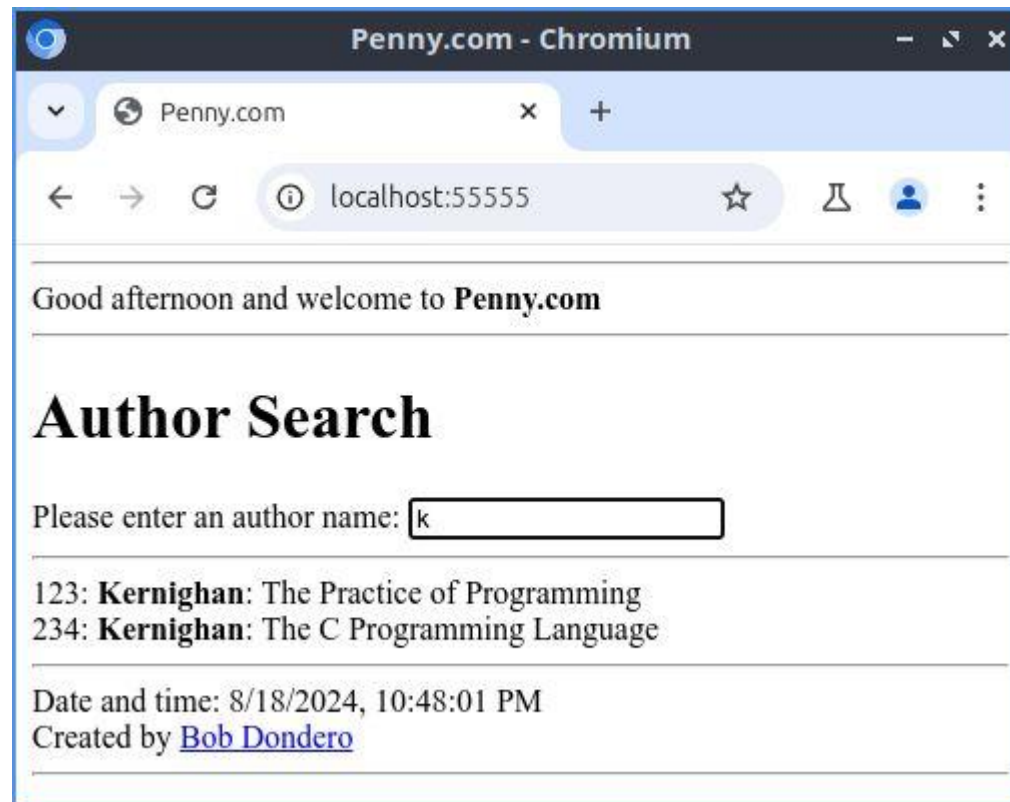 Penny.com - Chromium
Penny.com
localhost:55555
Good afternoon and welcome to Penny.com
Author Search
Please enter an author name: k
123: Kernighan: The Practice of Programming
234: Kernighan: The C Programming Language
Date and time: 8/18/2024, 10:48:01 PM
Created by Bob Dondero